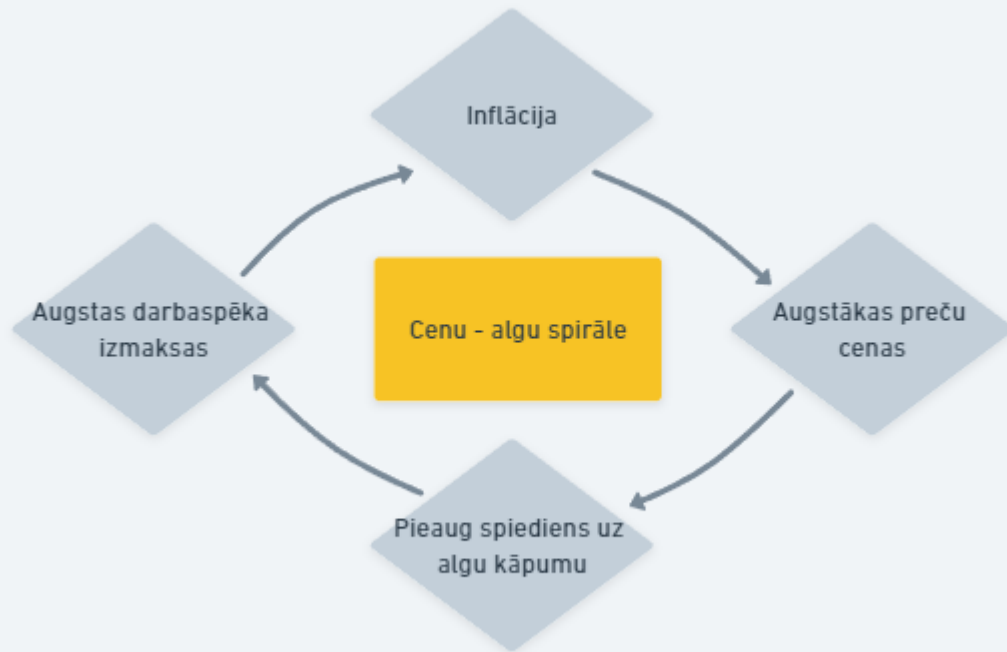 Inflācija
Augstas darbaspēka
izmaksas
Cenu - algu spirāle
Augstākas preču
cenas
Pieaug spiediens uz
algu kāpumu